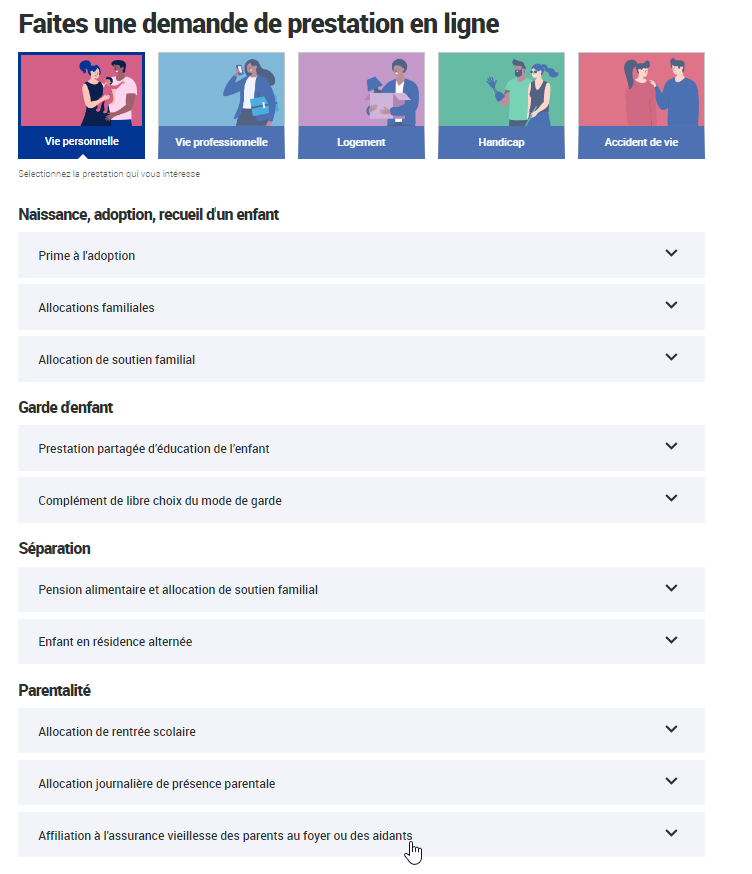 Faites une demande de prestation en ligne
Vie personnelle
Vie professionnelle
Logement
Handicap
Accident de vie
Sélectionnez la prestation qui vous intéresse
Naissance, adoption, recueil d'un enfant
Prime à l'adoption
Allocations familiales
Allocation de soutien familial
Garde d'enfant
Prestation partagée d'éducation de l'enfant
Complément de libre choix du mode de garde
Séparation
Pension alimentaire et allocation de soutien familial
Enfant en résidence alternée
Parentalité
Allocation de rentrée scolaire
Allocation journalière de présence parentale
Affiliation à l'assurance vieillesse des parents au foyer ou des aidants